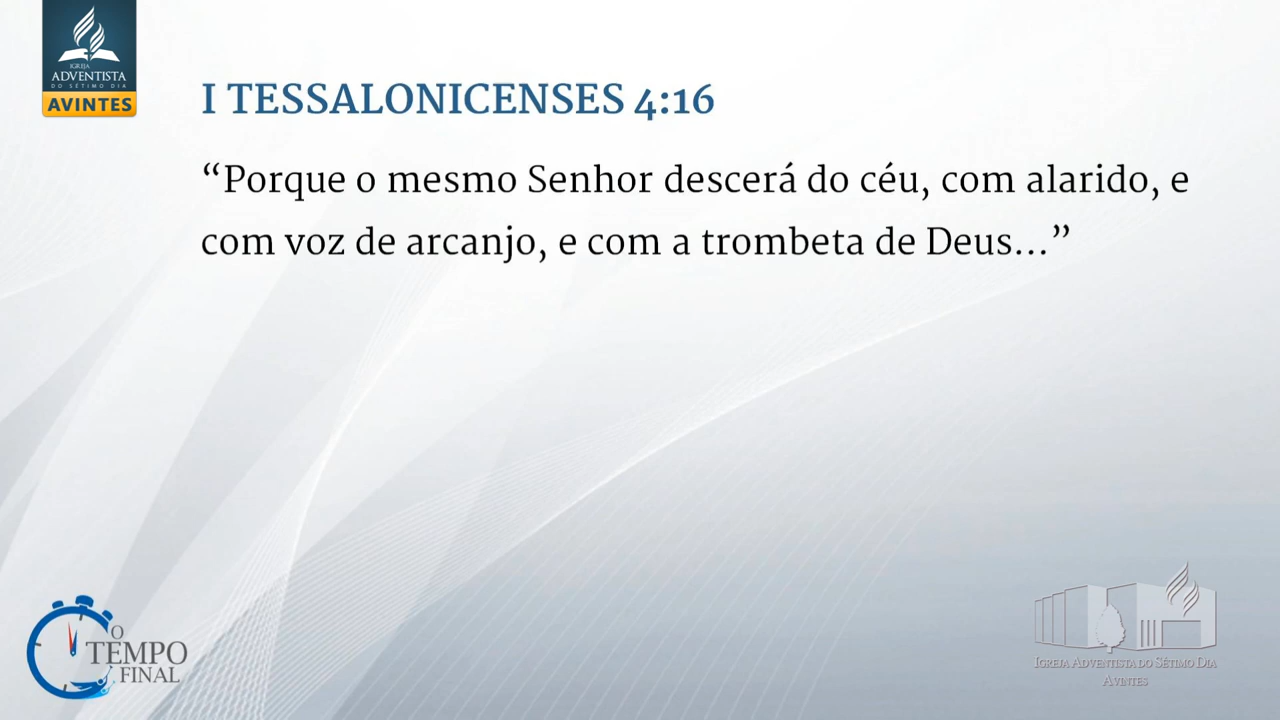 IGREJA
ADVENTISTA
DO SÉTIMO DIA
AVINTES
I TESSALONICENSES 4:16
“Porque o mesmo Senhor descerá do céu, com alarido, e
com voz de arcanjo, e com a trombeta de Deus...”
O
TEMPO
FINAL
IGREJA ADVENTISTA DO SÉTIMO DIA
AVINTES